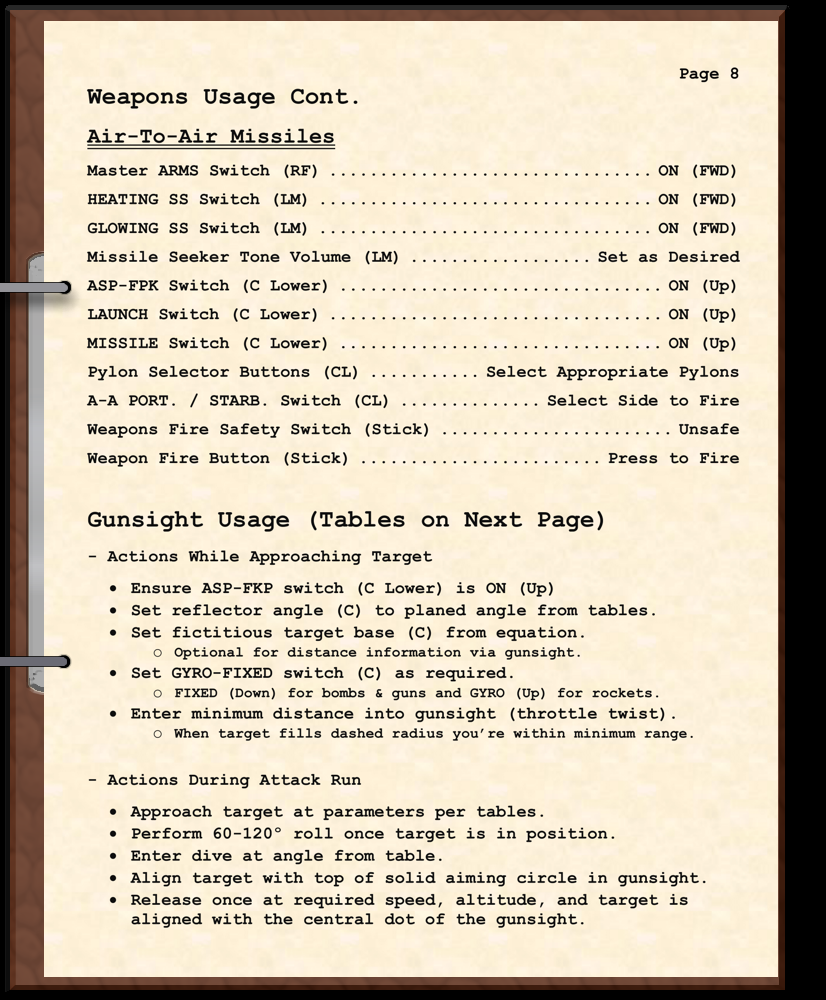 Page 8
Weapons Usage Cont.
Air-To-Air Missiles
Master ARMS Switch (RF) ................................ ON (FWD)
HEATING SS Switch (LM) ................................. ON (FWD)
GLOWING SS Switch (LM) ................................. ON (FWD)
Missile Seeker Tone Volume (LM) .................. Set as Desired
ASP-FPK Switch (C Lower) ................................ ON (Up)
LAUNCH Switch (C Lower) ................................. ON (Up)
MISSILE Switch (C Lower) ................................ ON (Up)
Pylon Selector Buttons (CL) ........... Select Appropriate Pylons
A-A PORT. / STARB. Switch (CL) .............. Select Side to Fire
Weapons Fire Safety Switch (Stick) ....................... Unsafe
Weapon Fire Button (Stick) ........................ Press to Fire
Gunsight Usage (Tables on Next Page)
- Actions While Approaching Target
• Ensure ASP-FKP switch (C Lower) is ON (Up)
• Set reflector angle (C) to planed angle from tables.
• Set fictitious target base (C) from equation.
○ Optional for distance information via gunsight.
• Set GYRO-FIXED switch (C) as required.
○ FIXED (Down) for bombs & guns and GYRO (Up) for rockets.
• Enter minimum distance into gunsight (throttle twist).
○ When target fills dashed radius you’re within minimum range.
- Actions During Attack Run
• Approach target at parameters per tables.
• Perform 60-120° roll once target is in position.
• Enter dive at angle from table.
• Align target with top of solid aiming circle in gunsight.
• Release once at required speed, altitude, and target is
aligned with the central dot of the gunsight.